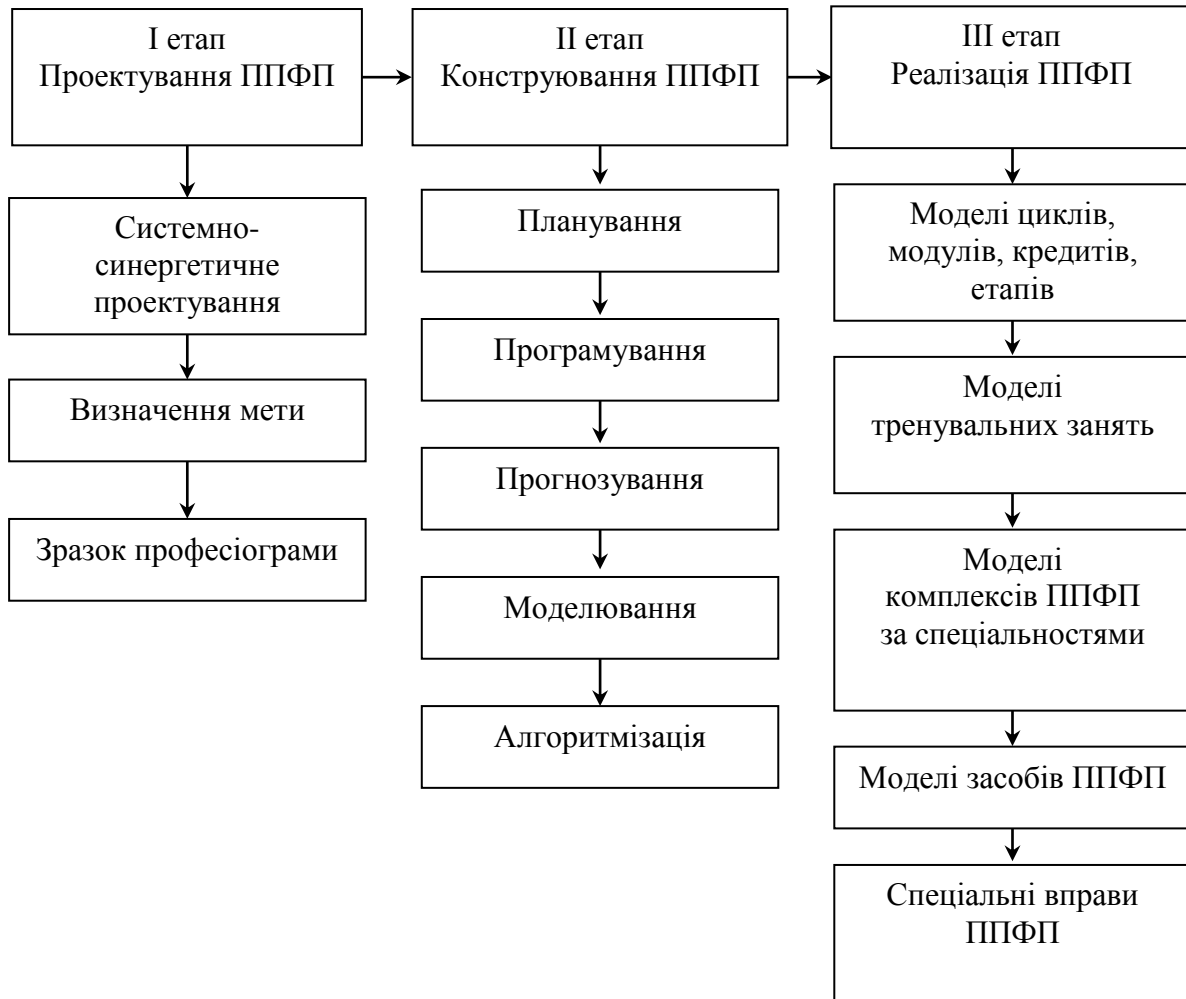 І етап
Проектування ППФП
ІІ етап
Конструювання ППФП
ІІІ етап
Реалізація ППФП
Системно-
синергетичне
проектування
Визначення мети
Зразок професіограми
Планування
Програмування
Прогнозування
Моделювання
Алгоритмізація
Моделі циклів,
модулів, кредитів,
етапів
Моделі
тренувальних занять
Моделі
комплексів ППФП
за спеціальностями
Моделі засобів ППФП
Спеціальні вправи
ППФП